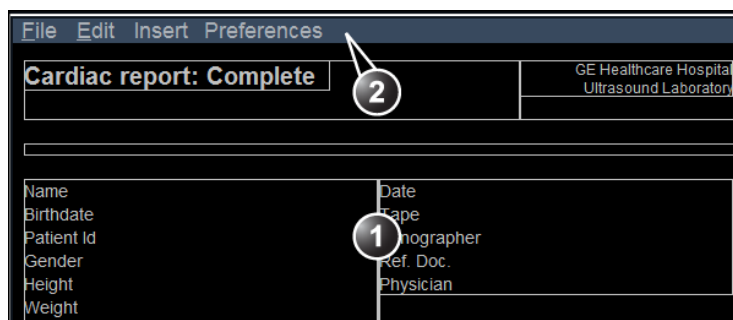 File Edit Insert Preferences
Cardiac report: Complete
2
GE Healthcare Hospital
Ultrasound Laboratory
Name
Birthdate
Patient Id
Gender
Height
Weight
Date
Tape
1
nographer
Ref. Doc.
Physician